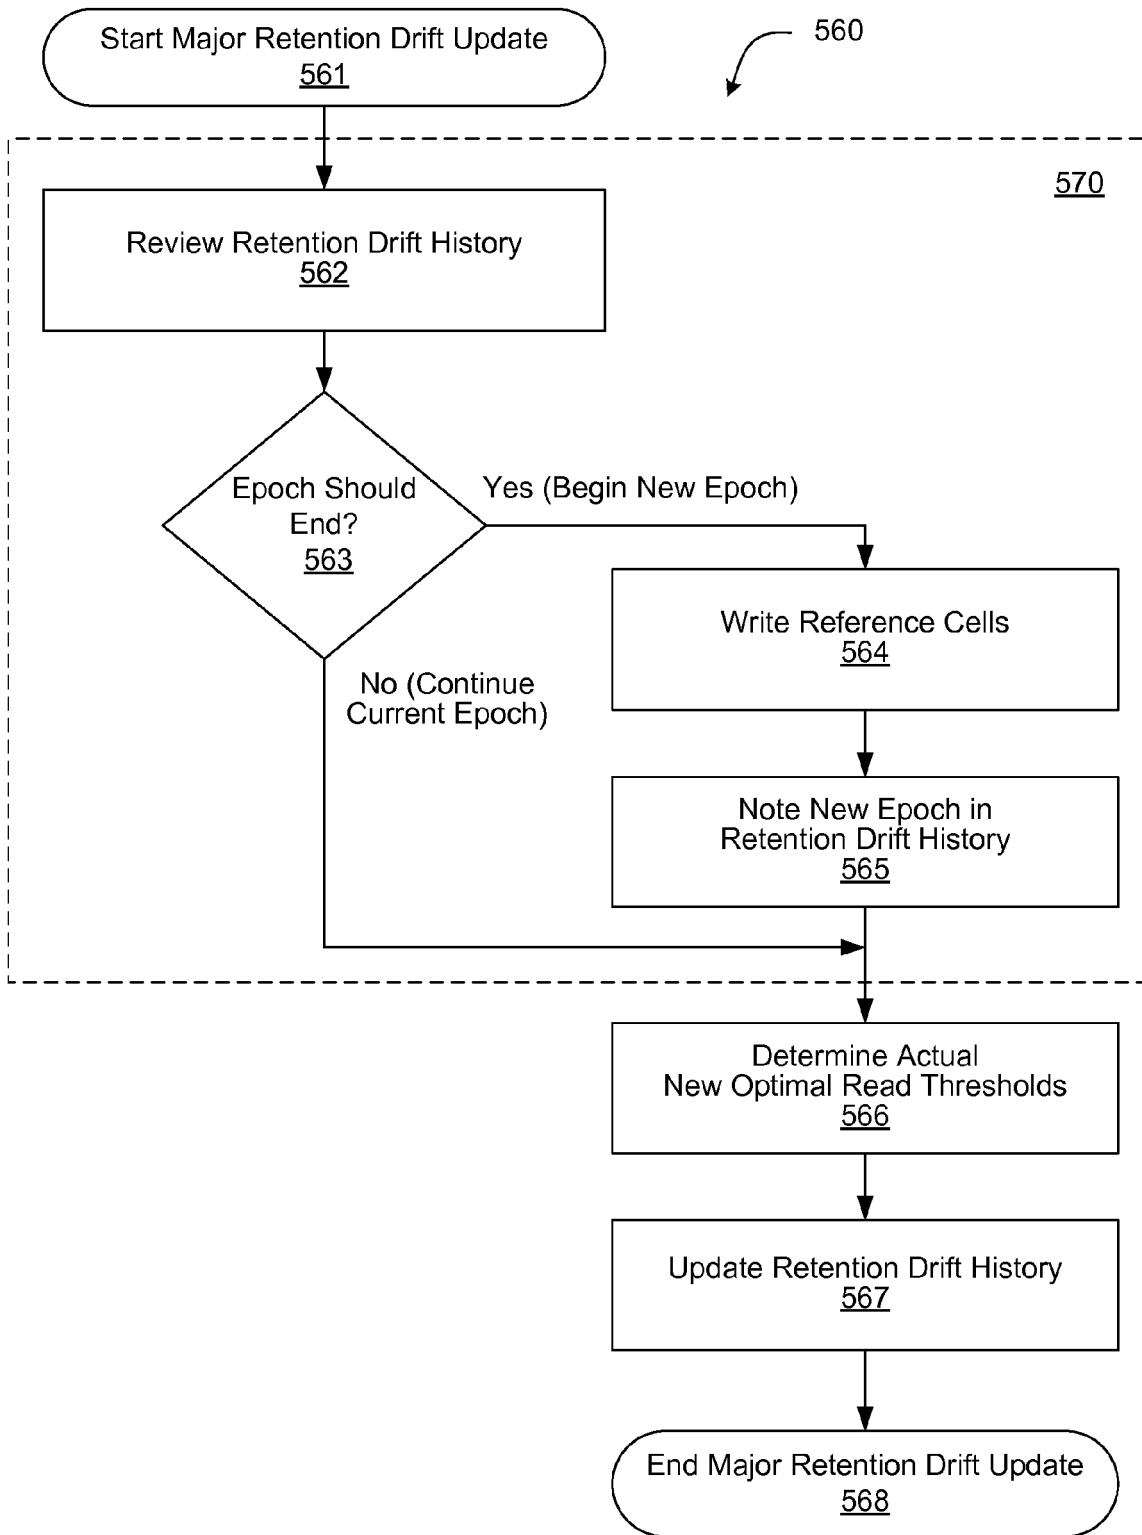 Start Major Retention Drift Update
561
560
570
Review Retention Drift History
562
Epoch Should
End?
563
Yes (Begin New Epoch)
Write Reference Cells
564
No (Continue
Current Epoch)
Note New Epoch in
Retention Drift History
565
Determine Actual
New Optimal Read Thresholds
566
Update Retention Drift History
567
End Major Retention Drift Update
568